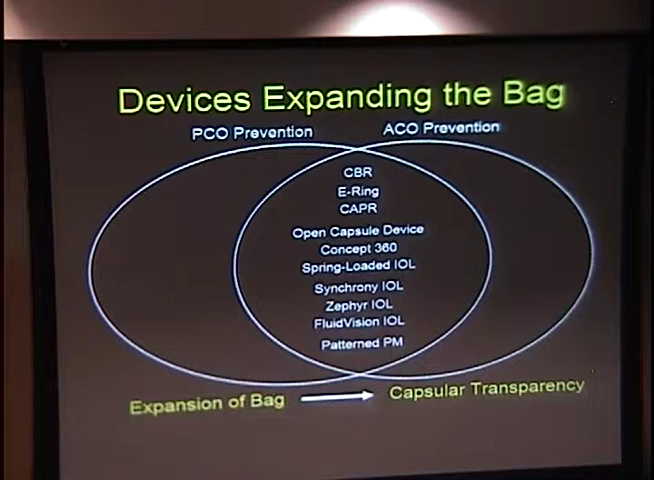 Devices Expanding the Bag
PCO Prevention
ACO Prevention
CBR
E-Ring
CAPR
Open Capsule Device
Concept 360
Spring-Loaded IOL
Synchrony IOL
Zephyr IOL
FluidVision IOL
Patterned PM
Expansion of Bag
Capsular Transparency